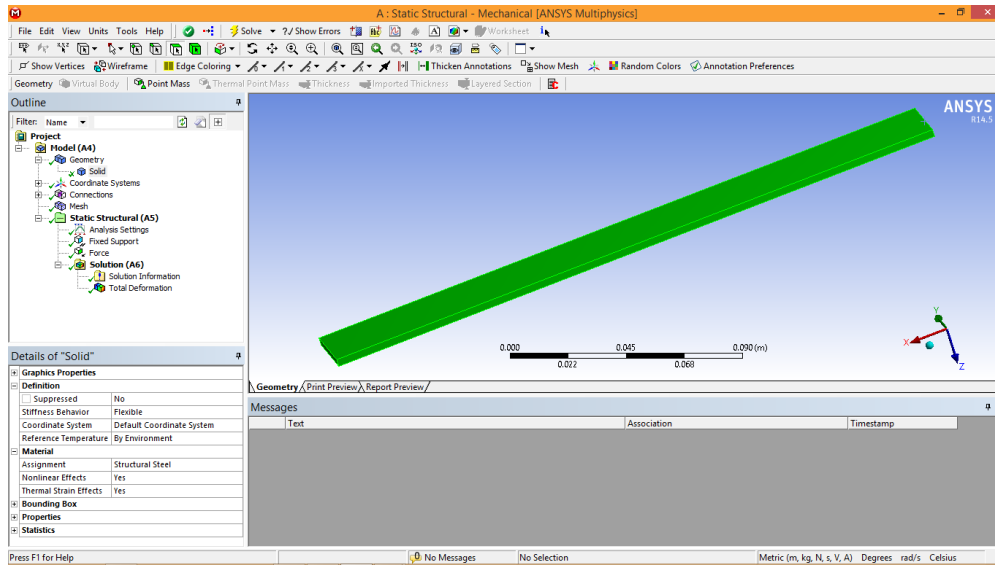 A : Static Structural - Mechanical [ANSYS Multiphysics]
File Edit View Units Tools Help Solve ?/ Show Errors Worksheet
Show Vertices Wireframe Edge Coloring Thicken Annotations Show Mesh Random Colors Annotation Preferences
Geometry Virtual Body Point Mass Thermal Point Mass Thickness Imported Thickness Layered Section
Outline
Filter: Name
Project
Model (A4)
Geometry
Solid
Coordinate Systems
Connections
Mesh
Static Structural (A5)
Analysis Settings
Fixed Support
Force
Solution (A6)
Solution Information
Total Deformation
ANSYS
R14.5
0.000 0.045 0.090 (m)
0.022 0.068
Y
X
Z
Geometry Print Preview Report Preview
Details of "Solid"
Graphics Properties
Definition
Suppressed No
Stiffness Behavior Flexible
Coordinate System Default Coordinate System
Reference Temperature By Environment
Material
Assignment Structural Steel
Nonlinear Effects Yes
Thermal Strain Effects Yes
Bounding Box
Properties
Statistics
Messages
Text Association Timestamp
Press F1 for Help No Messages No Selection Metric (m, kg, N, s, V, A) Degrees rad/s Celsius